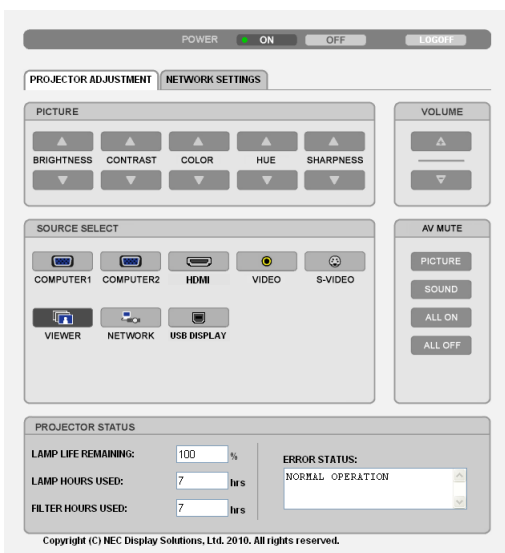 POWER ON OFF LOGOFF
PROJECTOR ADJUSTMENT NETWORK SETTINGS
PICTURE
BRIGHTNESS CONTRAST COLOR HUE SHARPNESS
VOLUME
SOURCE SELECT
COMPUTER1 COMPUTER2 HDMI VIDEO S-VIDEO
VIEWER NETWORK USB DISPLAY
AV MUTE
PICTURE
SOUND
ALL ON
ALL OFF
PROJECTOR STATUS
LAMP LIFE REMAINING: 100 %
LAMP HOURS USED: 7 hrs
FILTER HOURS USED: 7 hrs
ERROR STATUS:
NORMAL OPERATION
Copyright (C) NEC Display Solutions, Ltd. 2010. All rights reserved.